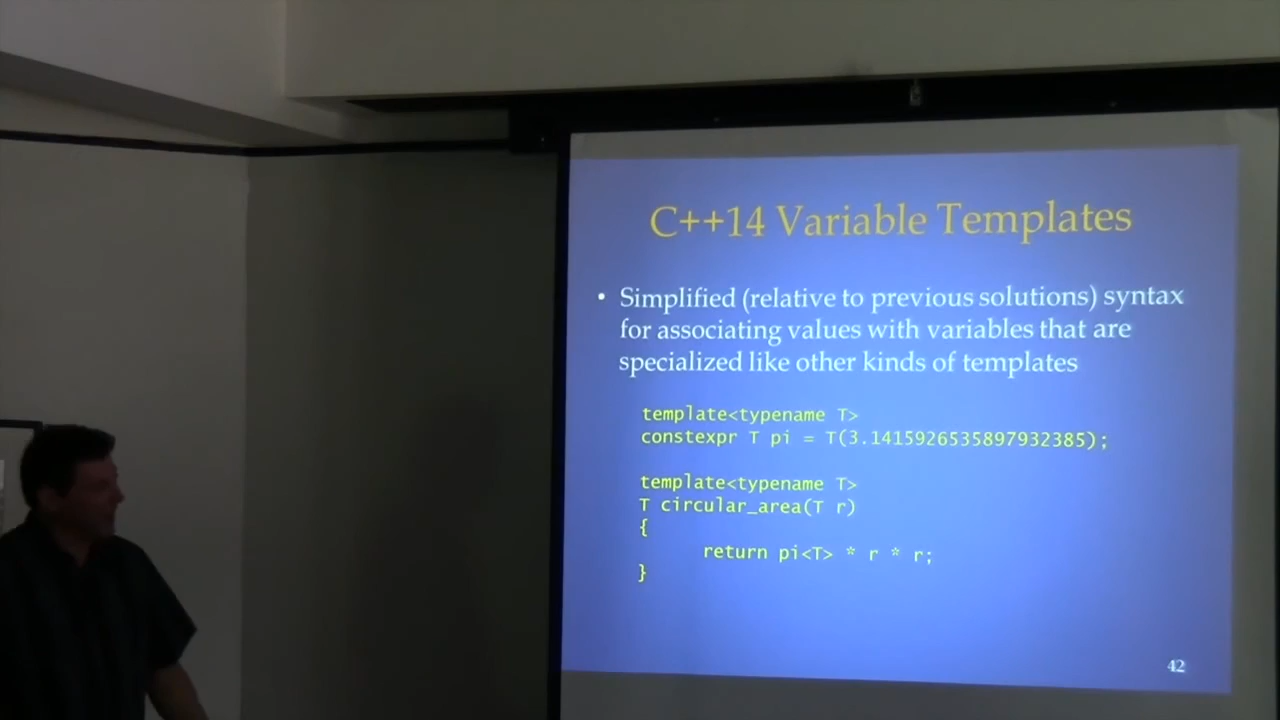 C++14 Variable Templates
• Simplified (relative to previous solutions) syntax
for associating values with variables that are
specialized like other kinds of templates
template<typename T>
constexpr T pi = T(3.1415926535897932385);
template<typename T>
T circular_area(T r)
{
return pi<T> * r * r;
}
42